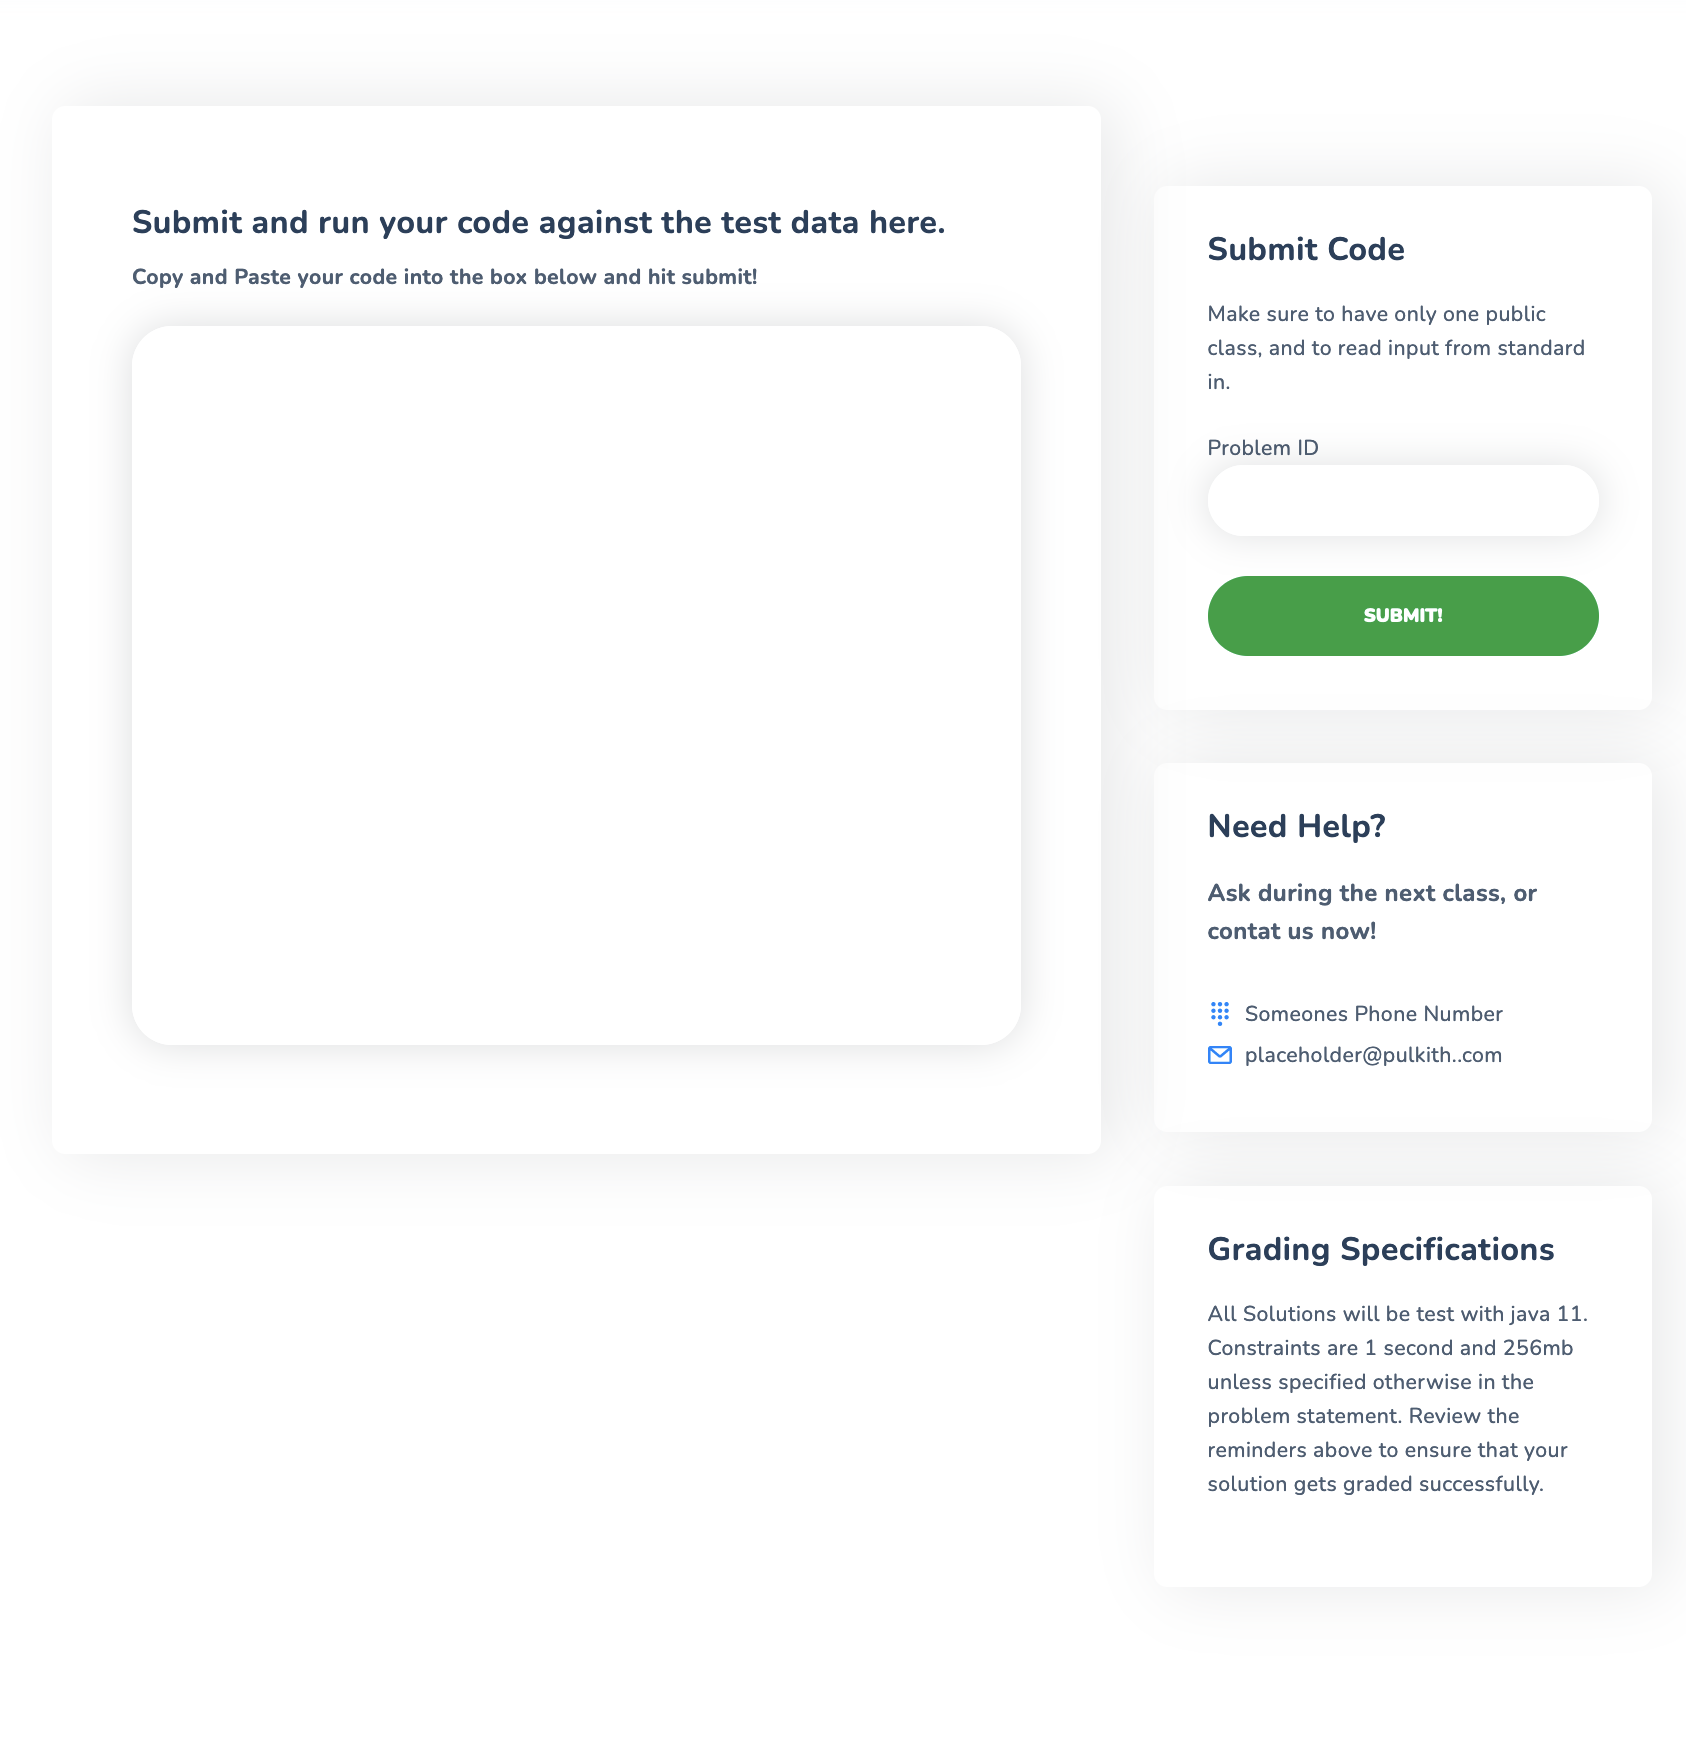 Submit and run your code against the test data here.
Copy and Paste your code into the box below and hit submit!
Submit Code
Make sure to have only one public
class, and to read input from standard
in.
Problem ID
SUBMIT!
Need Help?
Ask during the next class, or
contat us now!
Someones Phone Number
placeholder@pulkith..com
Grading Specifications
All Solutions will be test with java 11.
Constraints are 1 second and 256mb
unless specified otherwise in the
problem statement. Review the
reminders above to ensure that your
solution gets graded successfully.